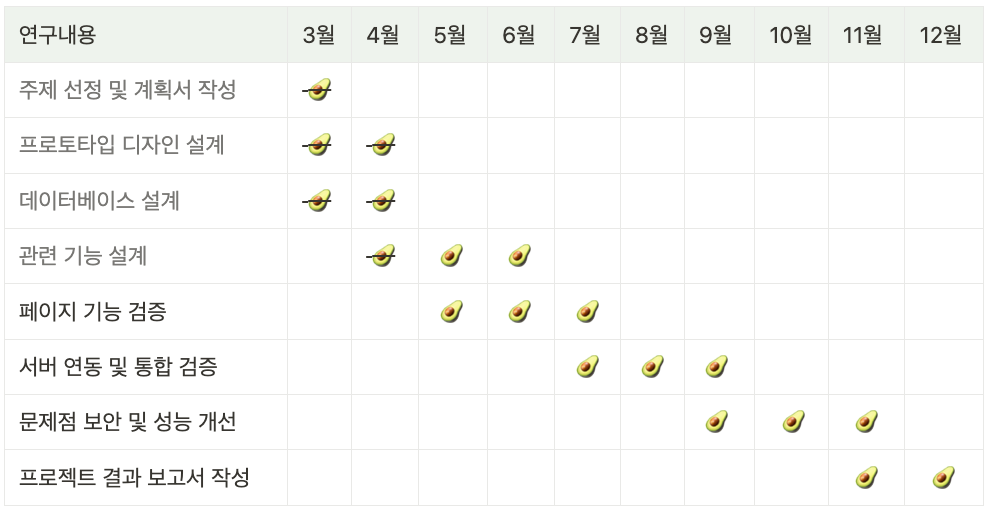 연구내용 3월 4월 5월 6월 7월 8월 9월 10월 11월 12월
주제 선정 및 계획서 작성
프로토타입 디자인 설계
데이터베이스 설계
관련 기능 설계
페이지 기능 검증
서버 연동 및 통합 검증
문제점 보안 및 성능 개선
프로젝트 결과 보고서 작성